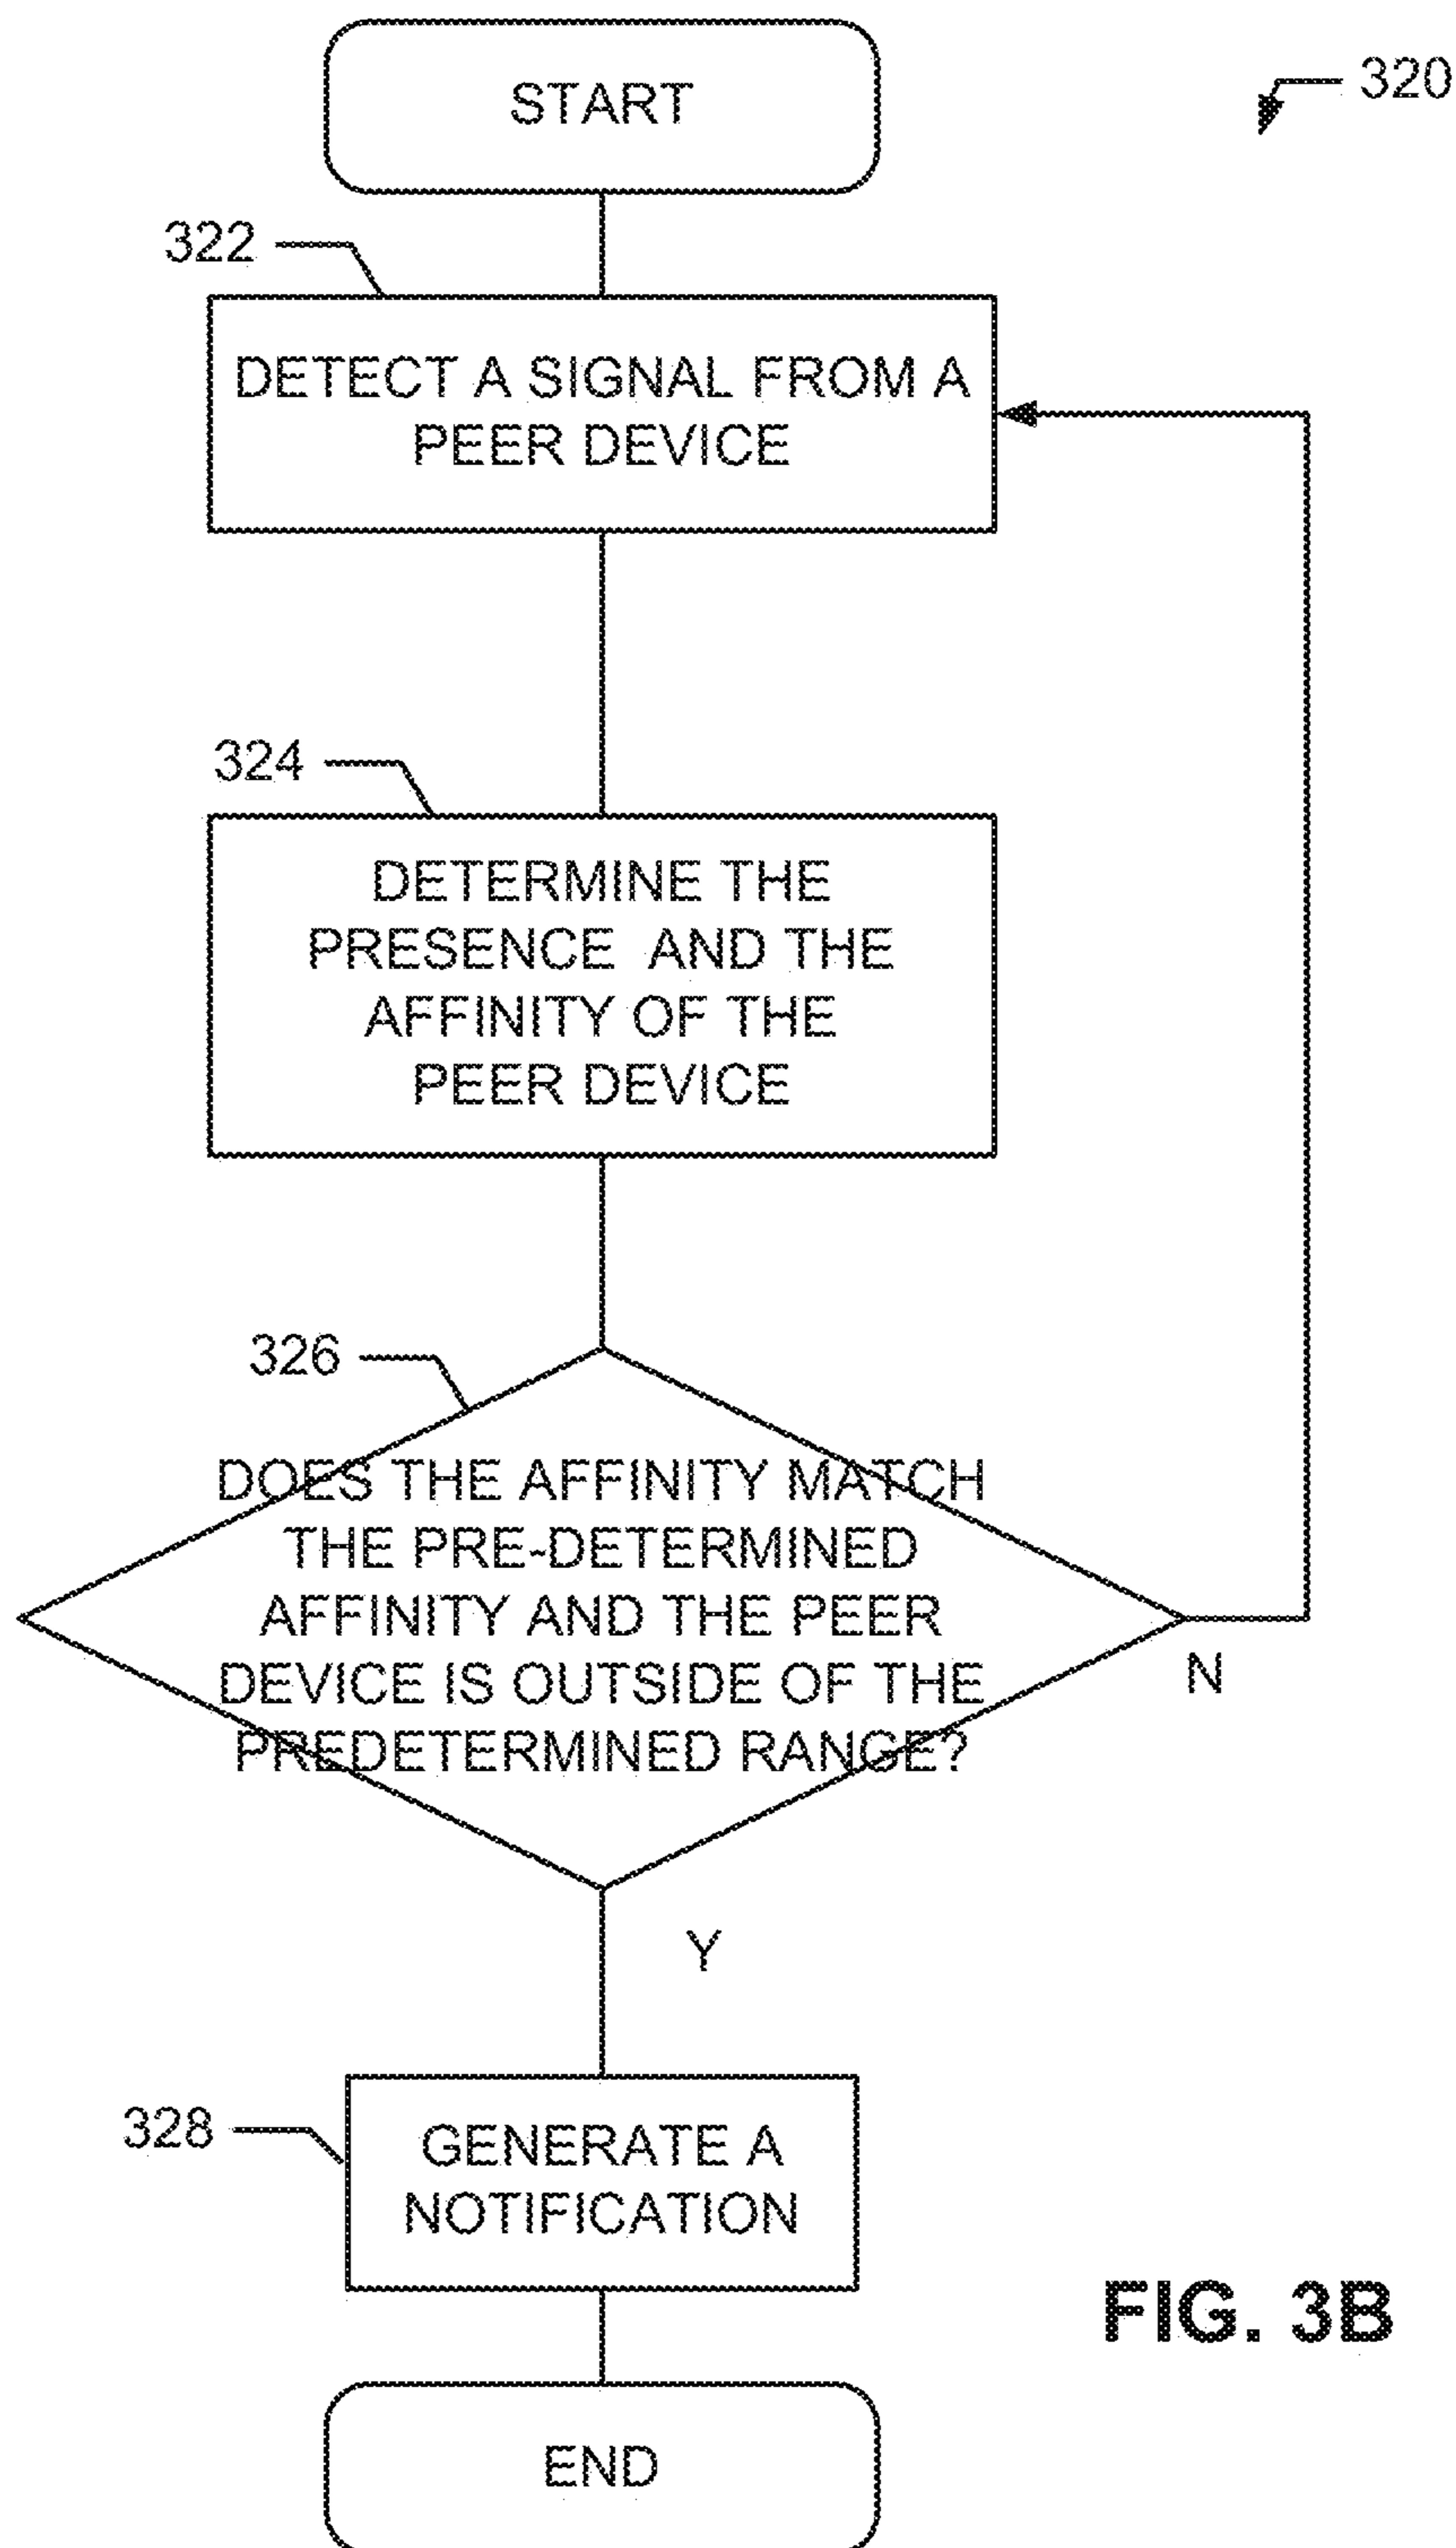 START
320
322
DETECT A SIGNAL FROM A
PEER DEVICE
324
DETERMINE THE
PRESENCE AND THE
AFFINITY OF THE
PEER DEVICE
326
DOES THE AFFINITY MATCH
THE PRE-DETERMINED
AFFINITY AND THE PEER
DEVICE IS OUTSIDE OF THE
PREDETERMINED RANGE?
N
Y
328
GENERATE A
NOTIFICATION
FIG. 3B
END